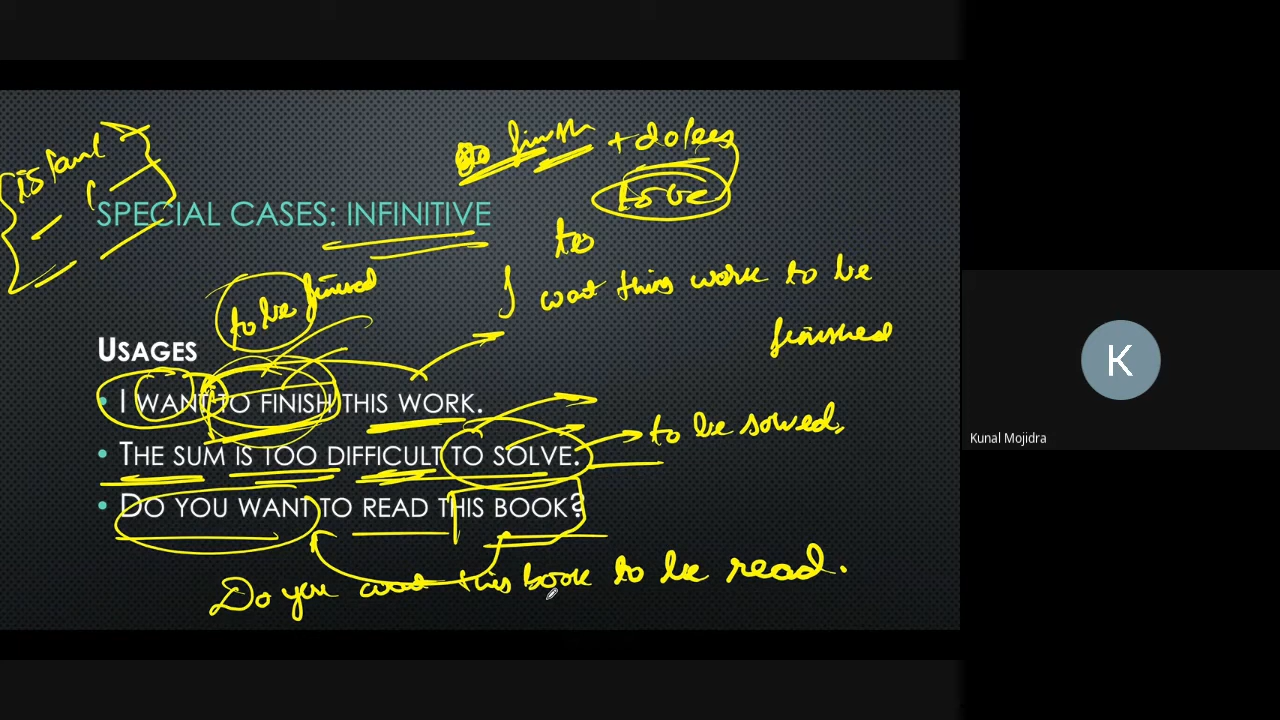 to finish + do/does
to be
SPECIAL CASES: INFINITIVE
to
to be finished
I want this work to be
finished
USAGES
• I WANT TO FINISH THIS WORK.
• THE SUM IS TOO DIFFICULT TO SOLVE.
to be solved.
• DO YOU WANT TO READ THIS BOOK?
Do you want this book to be read.
K
Kunal Mojidra